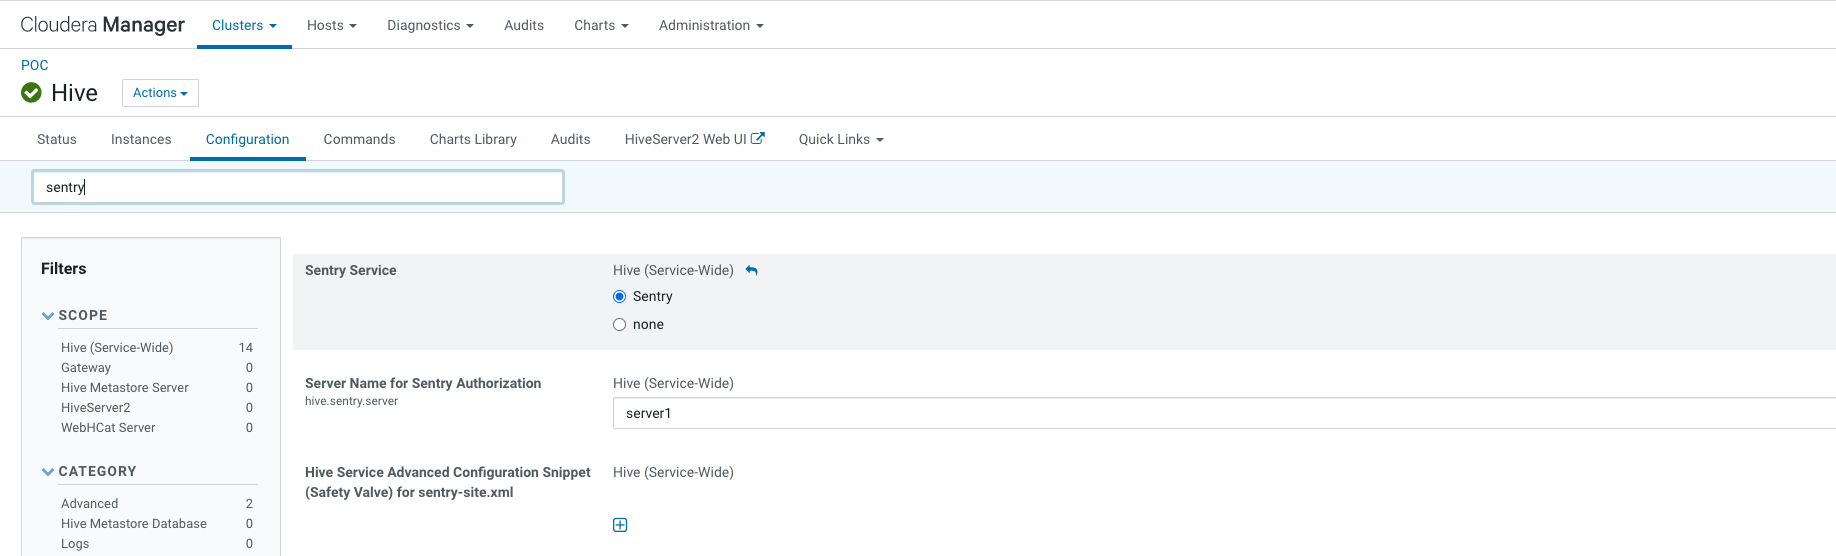 Cloudera Manager Clusters Hosts Diagnostics Audits Charts Administration
POC
Hive Actions
Status Instances Configuration Commands Charts Library Audits HiveServer2 Web UI Quick Links
sentry
Filters
SCOPE
Hive (Service-Wide) 14
Gateway 0
Hive Metastore Server 0
HiveServer2 0
WebHCat Server 0
CATEGORY
Advanced 2
Hive Metastore Database 0
Logs 0
Sentry Service Hive (Service-Wide)
Sentry
none
Server Name for Sentry Authorization Hive (Service-Wide)
hive.sentry.server
server1
Hive Service Advanced Configuration Snippet Hive (Service-Wide)
(Safety Valve) for sentry-site.xml